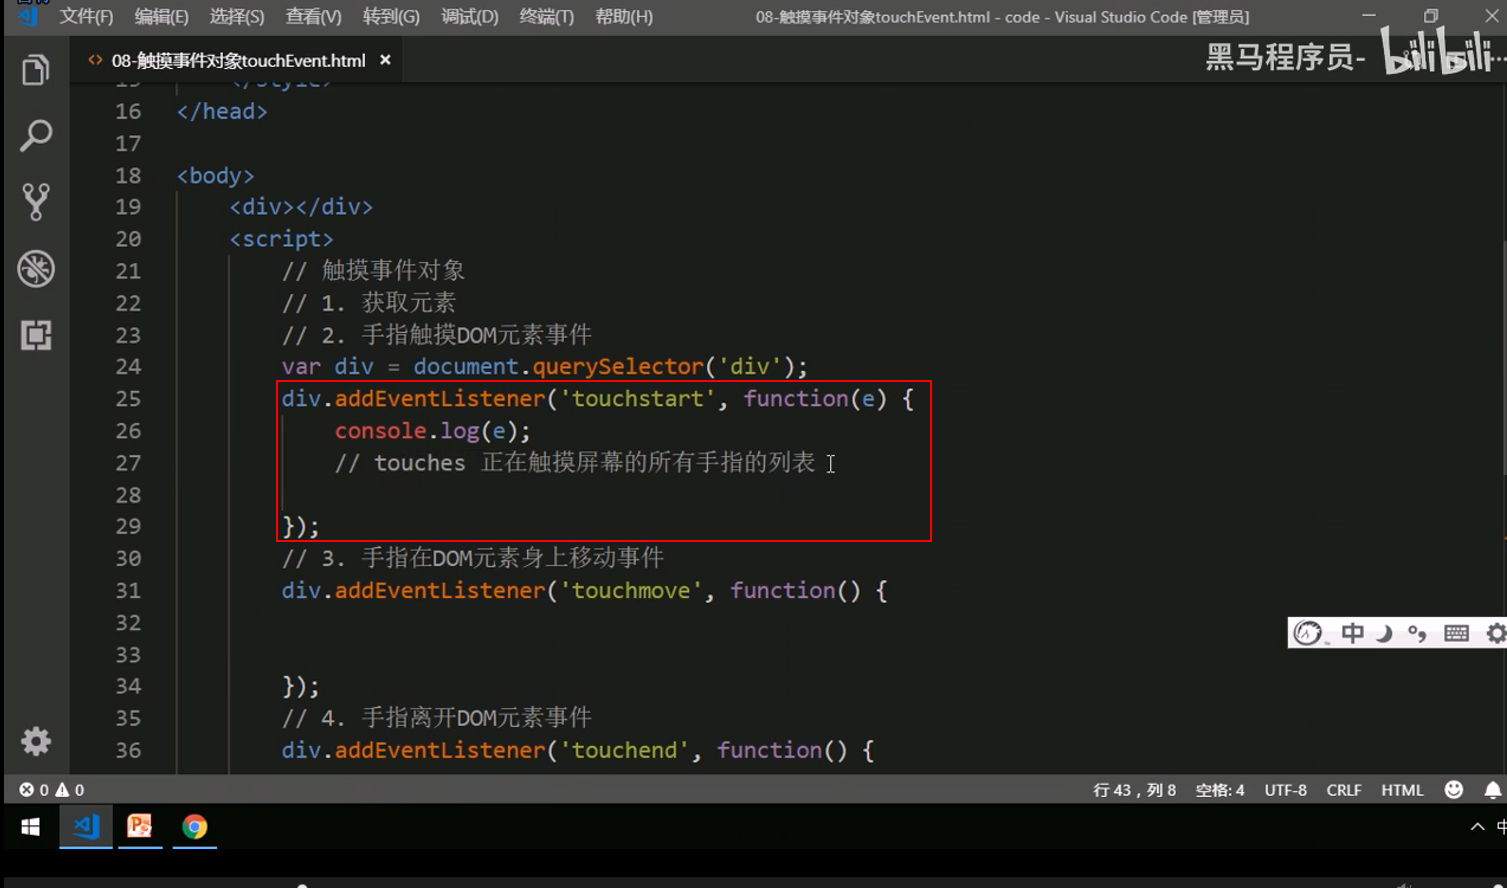 文件(F) 编辑(E) 选择(S) 查看(V) 转到(G) 调试(D) 终端(T) 帮助(H) 08-触摸事件对象touchEvent.html - code - Visual Studio Code [管理员]
<> 08-触摸事件对象touchEvent.html ×
黑马程序员- bilibili
15 </style>
16 </head>
17
18 <body>
19 <div></div>
20 <script>
21 // 触摸事件对象
22 // 1. 获取元素
23 // 2. 手指触摸DOM元素事件
24 var div = document.querySelector('div');
25 div.addEventListener('touchstart', function(e) {
26 console.log(e);
27 // touches 正在触摸屏幕的所有手指的列表
28
29 });
30 // 3. 手指在DOM元素身上移动事件
31 div.addEventListener('touchmove', function() {
32
33
34 });
35 // 4. 手指离开DOM元素事件
36 div.addEventListener('touchend', function() {
中
0 0 行 43，列 8 空格: 4 UTF-8 CRLF HTML